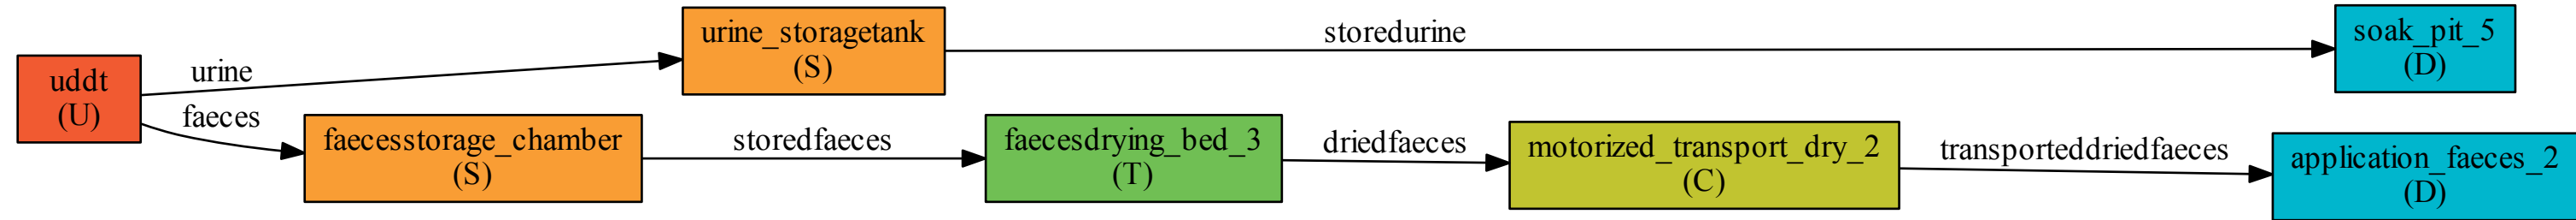 uddt
(U)
urine
faeces
urine_storagetank
(S)
storedurine
soak_pit_5
(D)
faecesstorage_chamber
(S)
storedfaeces
faecesdrying_bed_3
(T)
driedfaeces
motorized_transport_dry_2
(C)
transporteddriedfaeces
application_faeces_2
(D)